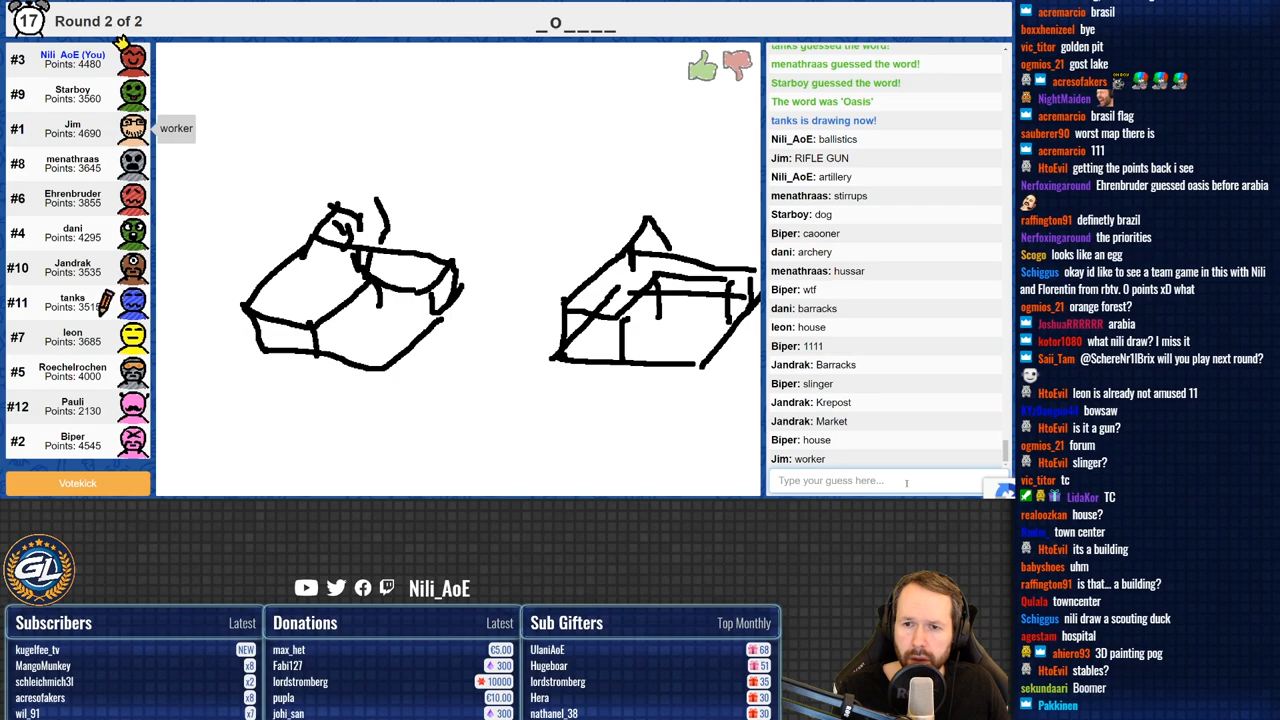 17
Round 2 of 2
_o____
#3
Nili_AoE (You)
Points: 4480
#9
Starboy
Points: 3560
#1
Jim
Points: 4690
worker
#8
menathraas
Points: 3645
#6
Ehrenbruder
Points: 3855
#4
dani
Points: 4295
#10
Jandrak
Points: 3535
#11
tanks
#7
leon
Points: 3685
#5
Roechelrochen
Points: 4000
#12
Pauli
Points: 2130
#2
Biper
Points: 4545
Votekick
tanks guessed the word!
menathraas guessed the word!
Starboy guessed the word!
The word was 'Oasis'
tanks is drawing now!
Nili_AoE: ballistics
Jim: RIFLE GUN
Nili_AoE: artillery
menathraas: stirrups
Starboy: dog
Biper: caooner
dani: archery
menathraas: hussar
Biper: wtf
dani: barracks
leon: house
Biper: 1111
Jandrak: Barracks
Biper: slinger
Jandrak: Krepost
Jandrak: Market
Biper: house
Jim: worker
Type your guess here...
acremarcio brasil
boxxhenizeel bye
vic_titor golden pit
ogmios_21 gost lake
acresofakers
NightMaiden
acremarcio brasil flag
sauberer90 worst map there is
acremarcio 111
HtoEvil getting the points back i see
Nerfoxingaround Ehrenbruder guessed oasis before arabia
raffington91 definetly brazil
Nerfoxingaround the priorities
Scogo looks like an egg
Schiggus okay id like to see a team game in this with Nili
and Florentin from rbtv. 0 points xD what
ogmios_21 orange forest?
JoshuaRRRRRR arabia
kotor1080 what nili draw? I miss it
Saii_Tam @SchereNr1lBrix will you play next round?
HtoEvil leon is already not amused 11
bowsaw
HtoEvil is it a gun?
ogmios_21 forum
HtoEvil slinger?
vic_titor tc
LidaKor TC
realoozkan house?
town center
HtoEvil its a building
babyshoes uhm
raffington91 is that... a building?
Qulala towncenter
Schiggus nili draw a scouting duck
agestam hospital
ahiero93 3D painting pog
HtoEvil stables?
sekundaari Boomer
Pakkinen
GL
Nili_AoE
Subscribers Latest
kugelfee_tv NEW
MangoMunkey x8
schleichmich3l x2
acresofakers x8
wil_91 x7
Donations Latest
max_het €5.00
Fabi127 300
lordstromberg 10000
pupla €10.00
johi_san 300
Sub Gifters Top Monthly
UlaniAoE 68
Hugeboar 51
lordstromberg 35
Hera 30
nathanel_38 30